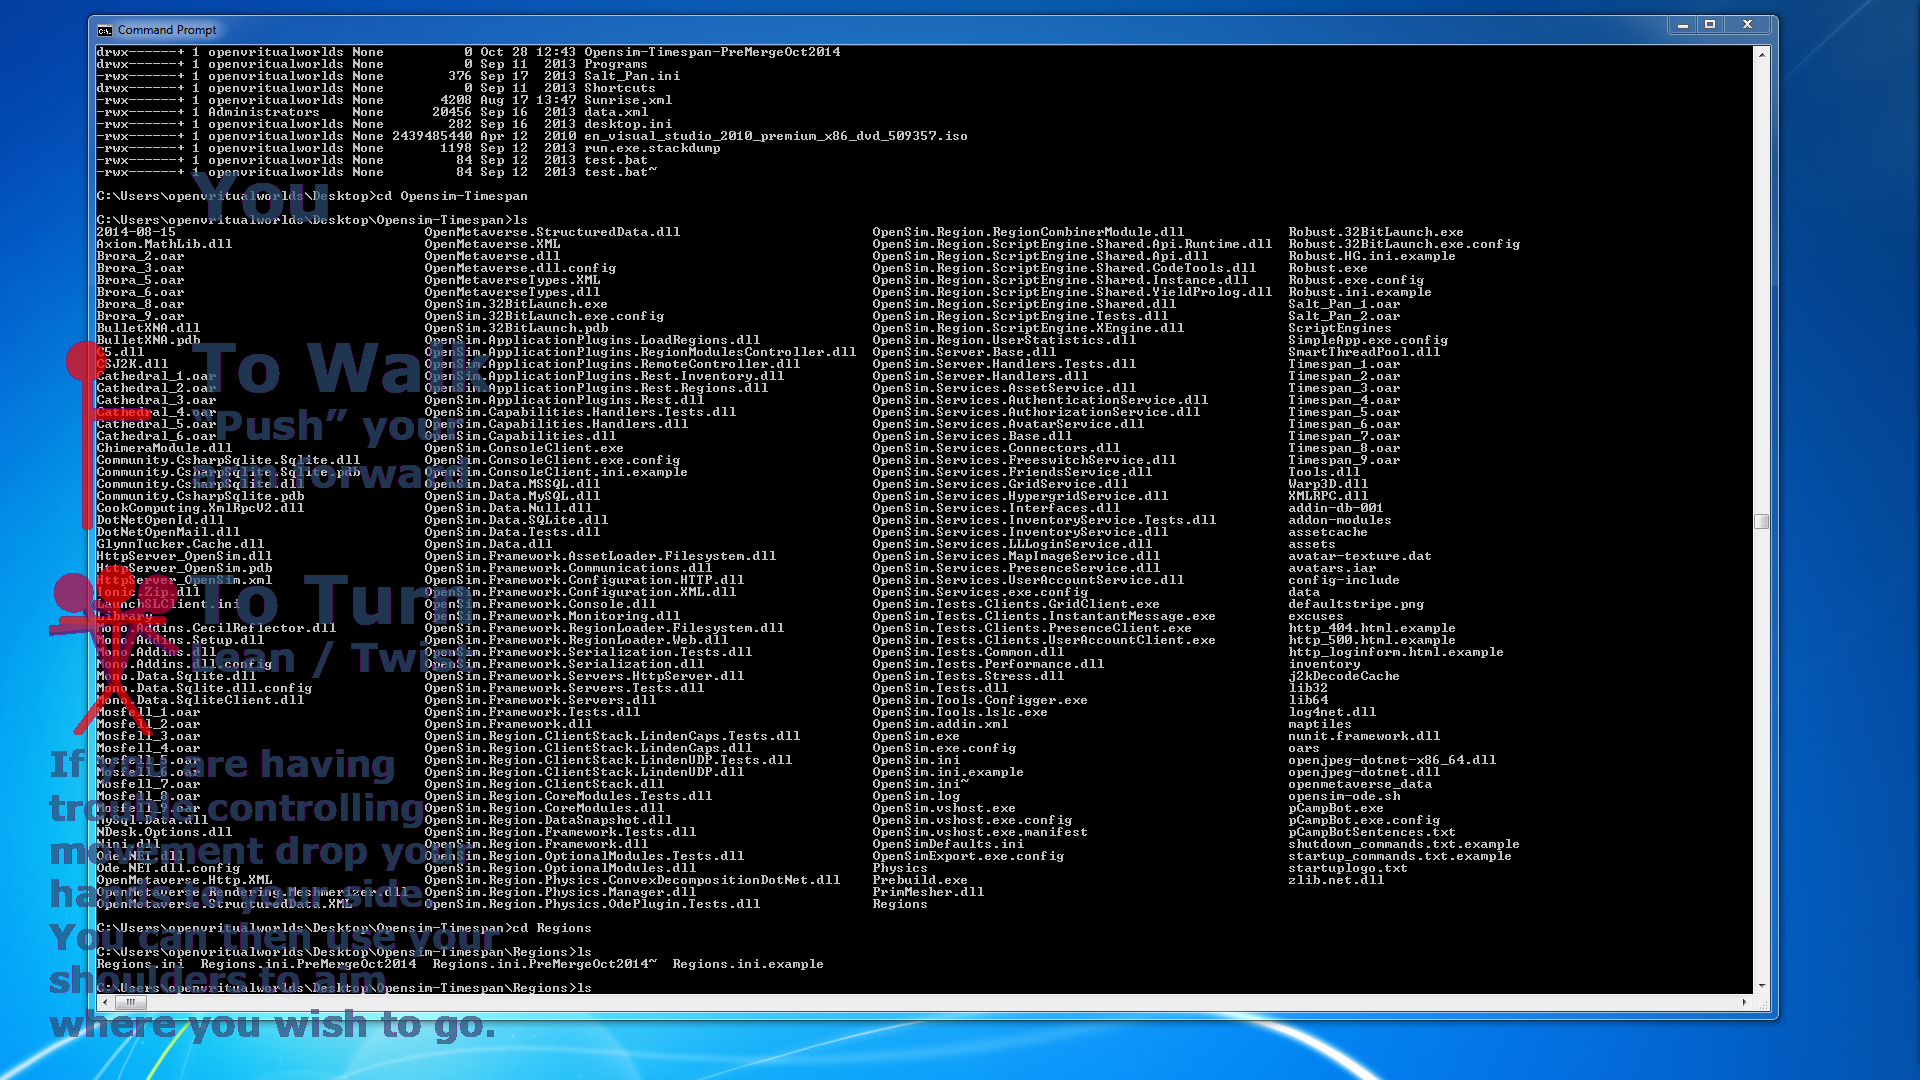 Command Prompt
drwx------+ 1 openvritualworlds None 0 Oct 28 12:43 Opensim-Timespan-PreMergeOct2014
drwx------+ 1 openvritualworlds None 0 Sep 11 2013 Programs
-rwx------+ 1 openvritualworlds None 376 Sep 17 2013 Salt_Pan.ini
drwx------+ 1 openvritualworlds None 0 Sep 11 2013 Shortcuts
-rwx------+ 1 openvritualworlds None 4208 Aug 17 13:47 Sunrise.xml
-rwx------+ 1 Administrators None 20456 Sep 16 2013 data.xml
-rwx------+ 1 openvritualworlds None 282 Sep 16 2013 desktop.ini
-rwx------+ 1 openvritualworlds None 2439485440 Apr 12 2010 en_visual_studio_2010_premium_x86_dvd_509357.iso
-rwx------+ 1 openvritualworlds None 1198 Sep 12 2013 run.exe.stackdump
-rwx------+ 1 openvritualworlds None 84 Sep 12 2013 test.bat
-rwx------+ 1 openvritualworlds None 84 Sep 12 2013 test.bat~
C:\Users\openvritualworlds\Desktop>cd Opensim-Timespan
C:\Users\openvritualworlds\Desktop\Opensim-Timespan>ls
2014-08-15 OpenMetaverse.StructuredData.dll OpenSim.Region.RegionCombinerModule.dll Robust.32BitLaunch.exe
Axiom.MathLib.dll OpenMetaverse.XML OpenSim.Region.ScriptEngine.Shared.Api.Runtime.dll Robust.32BitLaunch.exe.config
Brora_2.oar OpenMetaverse.dll OpenSim.Region.ScriptEngine.Shared.Api.dll Robust.HG.ini.example
Brora_3.oar OpenMetaverse.dll.config OpenSim.Region.ScriptEngine.Shared.CodeTools.dll Robust.exe
Brora_5.oar OpenMetaverseTypes.XML OpenSim.Region.ScriptEngine.Shared.Instance.dll Robust.exe.config
Brora_6.oar OpenMetaverseTypes.dll OpenSim.Region.ScriptEngine.Shared.YieldProlog.dll Robust.ini.example
Brora_8.oar OpenSim.32BitLaunch.exe OpenSim.Region.ScriptEngine.Shared.dll Salt_Pan_1.oar
Brora_9.oar OpenSim.32BitLaunch.exe.config OpenSim.Region.ScriptEngine.Tests.dll Salt_Pan_2.oar
BulletXNA.dll OpenSim.32BitLaunch.pdb OpenSim.Region.ScriptEngine.XEngine.dll ScriptEngines
BulletXNA.pdb OpenSim.ApplicationPlugins.LoadRegions.dll OpenSim.Region.UserStatistics.dll SimpleApp.exe.config
C5.dll OpenSim.ApplicationPlugins.RegionModulesController.dll OpenSim.Server.Base.dll SmartThreadPool.dll
CSJ2K.dll OpenSim.ApplicationPlugins.RemoteController.dll OpenSim.Server.Handlers.Tests.dll Timespan_1.oar
Cathedral_1.oar OpenSim.ApplicationPlugins.Rest.Inventory.dll OpenSim.Server.Handlers.dll Timespan_2.oar
Cathedral_2.oar OpenSim.ApplicationPlugins.Rest.Regions.dll OpenSim.Services.AssetService.dll Timespan_3.oar
Cathedral_3.oar OpenSim.ApplicationPlugins.Rest.dll OpenSim.Services.AuthenticationService.dll Timespan_4.oar
Cathedral_4.oar OpenSim.Capabilities.Handlers.Tests.dll OpenSim.Services.AuthorizationService.dll Timespan_5.oar
Cathedral_5.oar OpenSim.Capabilities.Handlers.dll OpenSim.Services.AvatarService.dll Timespan_6.oar
Cathedral_6.oar OpenSim.Capabilities.dll OpenSim.Services.Base.dll Timespan_7.oar
ChimeraModule.dll OpenSim.ConsoleClient.exe OpenSim.Services.Connectors.dll Timespan_8.oar
Community.CsharpSqlite.Sqlite.dll OpenSim.ConsoleClient.exe.config OpenSim.Services.FreeswitchService.dll Timespan_9.oar
Community.CsharpSqlite.Sqlite.pdb OpenSim.ConsoleClient.ini.example OpenSim.Services.FriendsService.dll Tools.dll
Community.CsharpSqlite.dll OpenSim.Data.MSSQL.dll OpenSim.Services.GridService.dll Warp3D.dll
Community.CsharpSqlite.pdb OpenSim.Data.MySQL.dll OpenSim.Services.HypergridService.dll XMLRPC.dll
CookComputing.XmlRpcV2.dll OpenSim.Data.Null.dll OpenSim.Services.Interfaces.dll addin-db-001
DotNetOpenId.dll OpenSim.Data.SQLite.dll OpenSim.Services.InventoryService.Tests.dll addon-modules
DotNetOpenMail.dll OpenSim.Data.Tests.dll OpenSim.Services.InventoryService.dll assetcache
GlynnTucker.Cache.dll OpenSim.Data.dll OpenSim.Services.LLLoginService.dll assets
HttpServer_OpenSim.dll OpenSim.Framework.AssetLoader.Filesystem.dll OpenSim.Services.MapImageService.dll avatar-texture.dat
HttpServer_OpenSim.pdb OpenSim.Framework.Communications.dll OpenSim.Services.PresenceService.dll avatars.iar
HttpServer_OpenSim.xml OpenSim.Framework.Configuration.HTTP.dll OpenSim.Services.UserAccountService.dll config-include
Ionic.Zip.dll OpenSim.Framework.Configuration.XML.dll OpenSim.Services.exe.config data
LaunchSLClient.ini OpenSim.Framework.Console.dll OpenSim.Tests.Clients.GridClient.exe defaultstripe.png
Library OpenSim.Framework.Monitoring.dll OpenSim.Tests.Clients.InstantMessage.exe excuses
Mono.Addins.CecilReflector.dll OpenSim.Framework.RegionLoader.Filesystem.dll OpenSim.Tests.Clients.PresenceClient.exe http_404.html.example
Mono.Addins.Setup.dll OpenSim.Framework.RegionLoader.Web.dll OpenSim.Tests.Clients.UserAccountClient.exe http_500.html.example
Mono.Addins.dll OpenSim.Framework.Serialization.Tests.dll OpenSim.Tests.Common.dll http_loginform.html.example
Mono.Addins.dll.config OpenSim.Framework.Serialization.dll OpenSim.Tests.Performance.dll inventory
Mono.Data.Sqlite.dll OpenSim.Framework.Servers.HttpServer.dll OpenSim.Tests.Stress.dll j2kDecodeCache
Mono.Data.Sqlite.dll.config OpenSim.Framework.Servers.Tests.dll OpenSim.Tests.dll lib32
Mono.Data.SqliteClient.dll OpenSim.Framework.Servers.dll OpenSim.Tools.Configger.exe lib64
Mosfell_1.oar OpenSim.Framework.Tests.dll OpenSim.Tools.lslc.exe log4net.dll
Mosfell_2.oar OpenSim.Framework.dll OpenSim.addin.xml maptiles
Mosfell_3.oar OpenSim.Region.ClientStack.LindenCaps.Tests.dll OpenSim.exe nunit.framework.dll
Mosfell_4.oar OpenSim.Region.ClientStack.LindenCaps.dll OpenSim.exe.config oars
Mosfell_5.oar OpenSim.Region.ClientStack.LindenUDP.Tests.dll OpenSim.ini openjpeg-dotnet-x86_64.dll
Mosfell_6.oar OpenSim.Region.ClientStack.LindenUDP.dll OpenSim.ini.example openjpeg-dotnet.dll
Mosfell_7.oar OpenSim.Region.ClientStack.dll OpenSim.ini~ openmetaverse_data
Mosfell_8.oar OpenSim.Region.CoreModules.Tests.dll OpenSim.log opensim-ode.sh
Mosfell_9.oar OpenSim.Region.CoreModules.dll OpenSim.vshost.exe pCampBot.exe
MySql.Data.dll OpenSim.Region.DataSnapshot.dll OpenSim.vshost.exe.config pCampBot.exe.config
NDesk.Options.dll OpenSim.Region.Framework.Tests.dll OpenSim.vshost.exe.manifest pCampBotSentences.txt
Nini.dll OpenSim.Region.Framework.dll OpenSimDefaults.ini shutdown_commands.txt.example
Ode.NET.dll OpenSim.Region.OptionalModules.Tests.dll OpenSimExport.exe.config startup_commands.txt.example
Ode.NET.dll.config OpenSim.Region.OptionalModules.dll Physics startuplogo.txt
OpenMetaverse.Http.XML OpenSim.Region.Physics.ConvexDecompositionDotNet.dll Prebuild.exe zlib.net.dll
OpenMetaverse.Rendering.Meshmerizer.dll OpenSim.Region.Physics.Manager.dll PrimMesher.dll
OpenMetaverse.StructuredData.XML OpenSim.Region.Physics.OdePlugin.Tests.dll Regions
C:\Users\openvritualworlds\Desktop\Opensim-Timespan>cd Regions
C:\Users\openvritualworlds\Desktop\Opensim-Timespan\Regions>ls
Regions.ini Regions.ini.PreMergeOct2014 Regions.ini.PreMergeOct2014~ Regions.ini.example
C:\Users\openvritualworlds\Desktop\Opensim-Timespan\Regions>ls
You
To Walk
“Push” your
arm forward
To Turn
Lean / Twist
If you are having
trouble controlling
movement drop your
hands to your side.
You can then use your
shoulders to aim
where you wish to go.